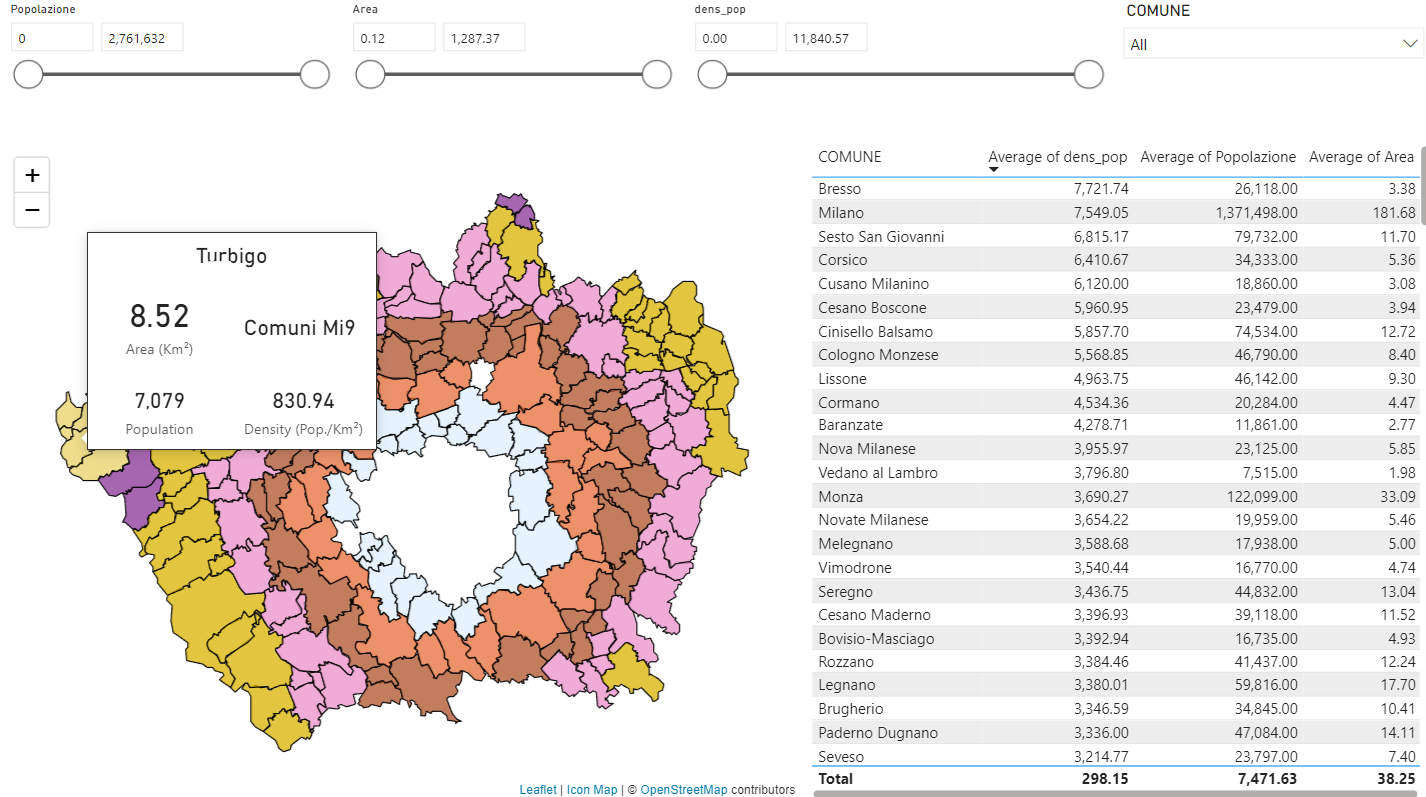 Popolazione Area dens_pop COMUNE
0 2,761,632 0.12 1,287.37 0.00 11,840.57 All
+
−
Turbigo
8.52
Area (Km²)
Comuni Mi9
7,079
Population
830.94
Density (Pop./Km²)
COMUNE Average of dens_pop Average of Popolazione Average of Area
Bresso 7,721.74 26,118.00 3.38
Milano 7,549.05 1,371,498.00 181.68
Sesto San Giovanni 6,815.17 79,732.00 11.70
Corsico 6,410.67 34,333.00 5.36
Cusano Milanino 6,120.00 18,860.00 3.08
Cesano Boscone 5,960.95 23,479.00 3.94
Cinisello Balsamo 5,857.70 74,534.00 12.72
Cologno Monzese 5,568.85 46,790.00 8.40
Lissone 4,963.75 46,142.00 9.30
Cormano 4,534.36 20,284.00 4.47
Baranzate 4,278.71 11,861.00 2.77
Nova Milanese 3,955.97 23,125.00 5.85
Vedano al Lambro 3,796.80 7,515.00 1.98
Monza 3,690.27 122,099.00 33.09
Novate Milanese 3,654.22 19,959.00 5.46
Melegnano 3,588.68 17,938.00 5.00
Vimodrone 3,540.44 16,770.00 4.74
Seregno 3,436.75 44,832.00 13.04
Cesano Maderno 3,396.93 39,118.00 11.52
Bovisio-Masciago 3,392.94 16,735.00 4.93
Rozzano 3,384.46 41,437.00 12.24
Legnano 3,380.01 59,816.00 17.70
Brugherio 3,346.59 34,845.00 10.41
Paderno Dugnano 3,336.00 47,084.00 14.11
Seveso 3,214.77 23,797.00 7.40
Total 298.15 7,471.63 38.25
Leaflet | Icon Map | © OpenStreetMap contributors